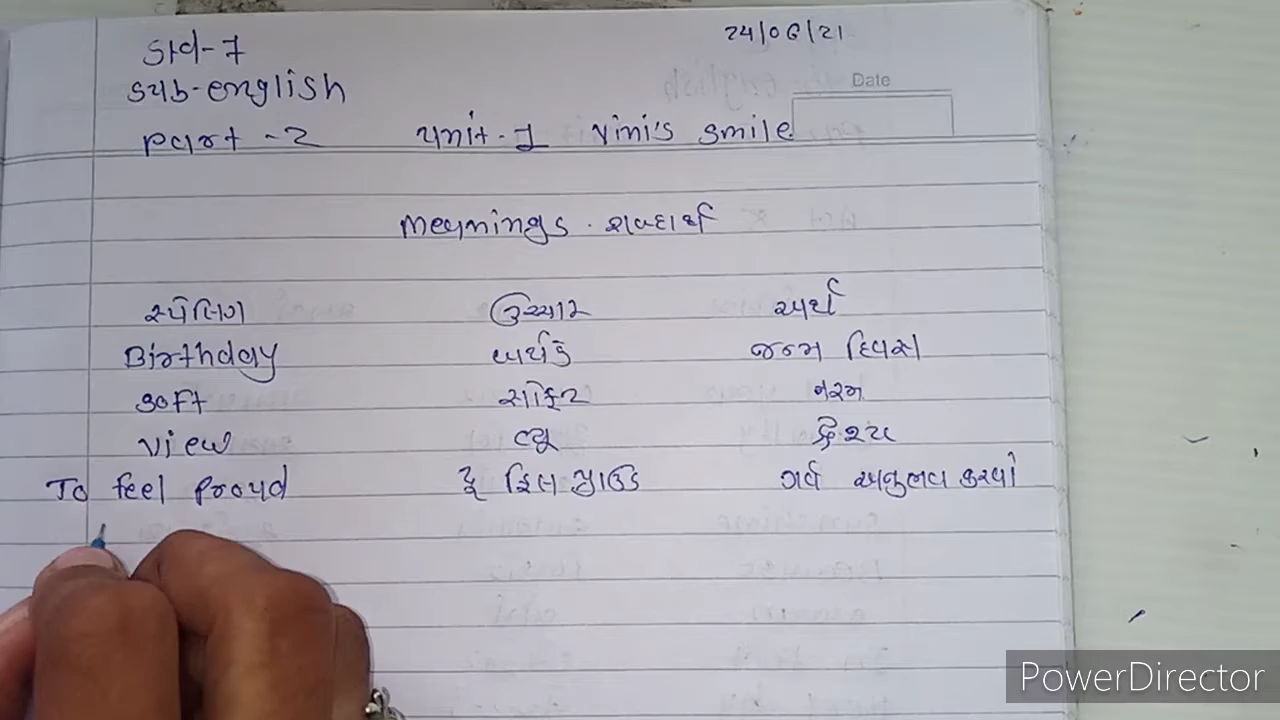 24/06/21
Std-7
Sub-english
Date
Part-2 Unit-1 Vini's smile
Meanings. શબ્દાર્થ
સ્પેલિંગ ઉચ્ચાર અર્થ
Birthday બર્થડે જન્મ દિવસ
soft સોફ્ટ નરમ
view વ્યૂ દ્રશ્ય
To feel proud ટૂ ફિલ પ્રાઉડ ગર્વ અનુભવ કરવો
PowerDirector